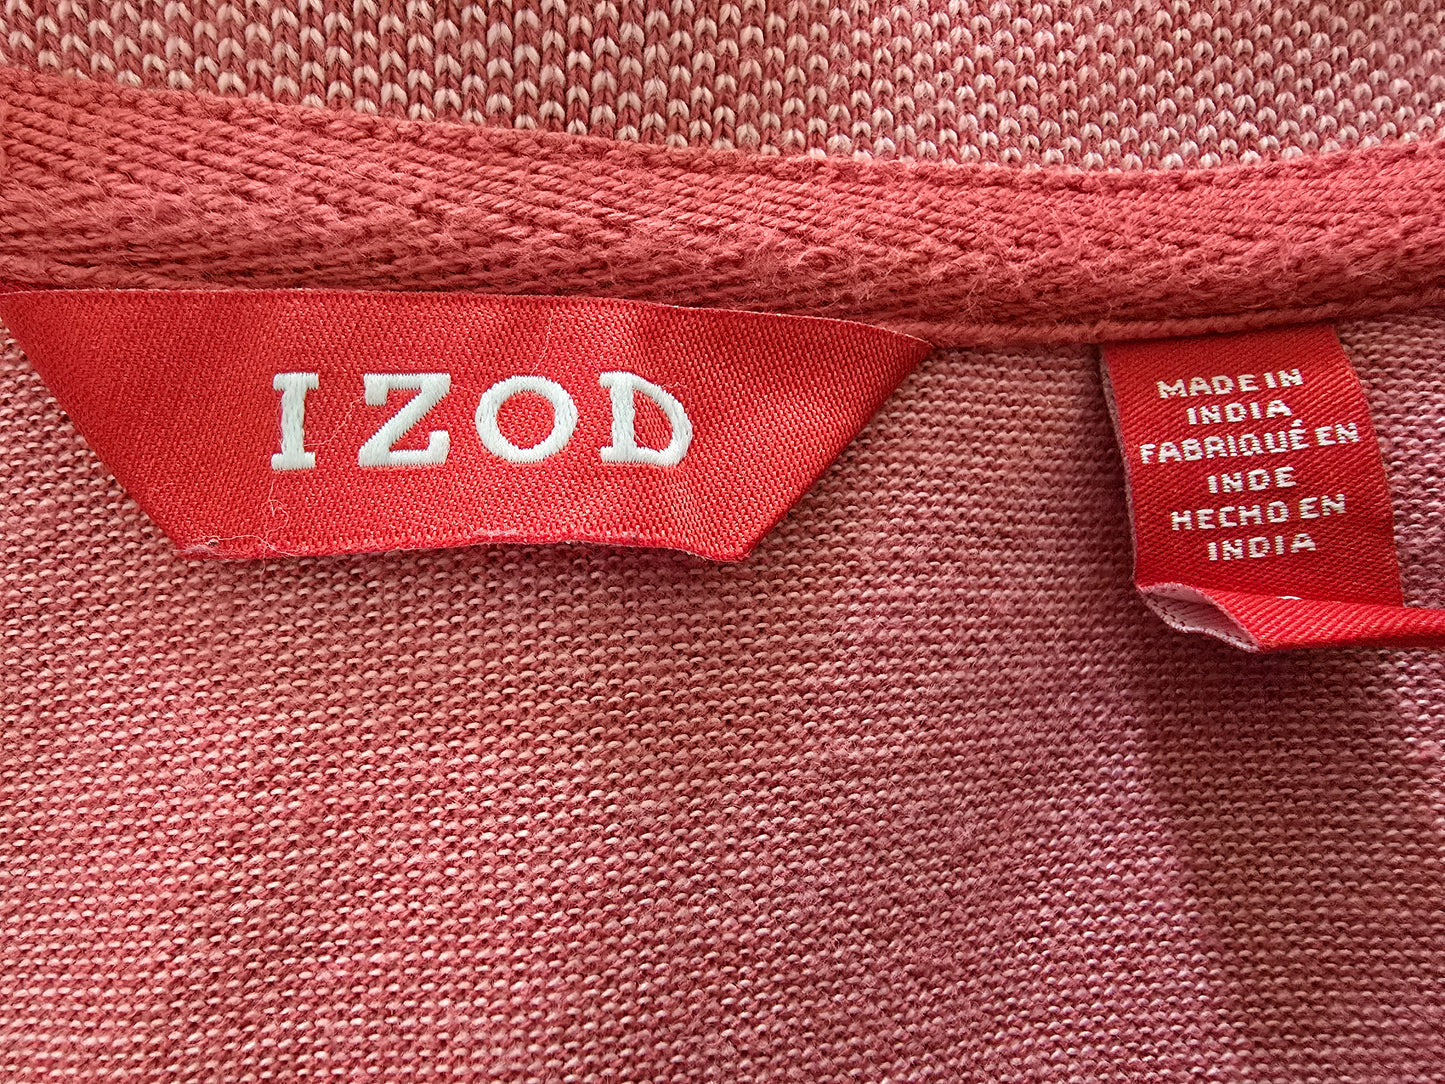 IZOD
MADE IN
INDIA
FABRIQUÉ EN
INDE
HECHO EN
INDIA